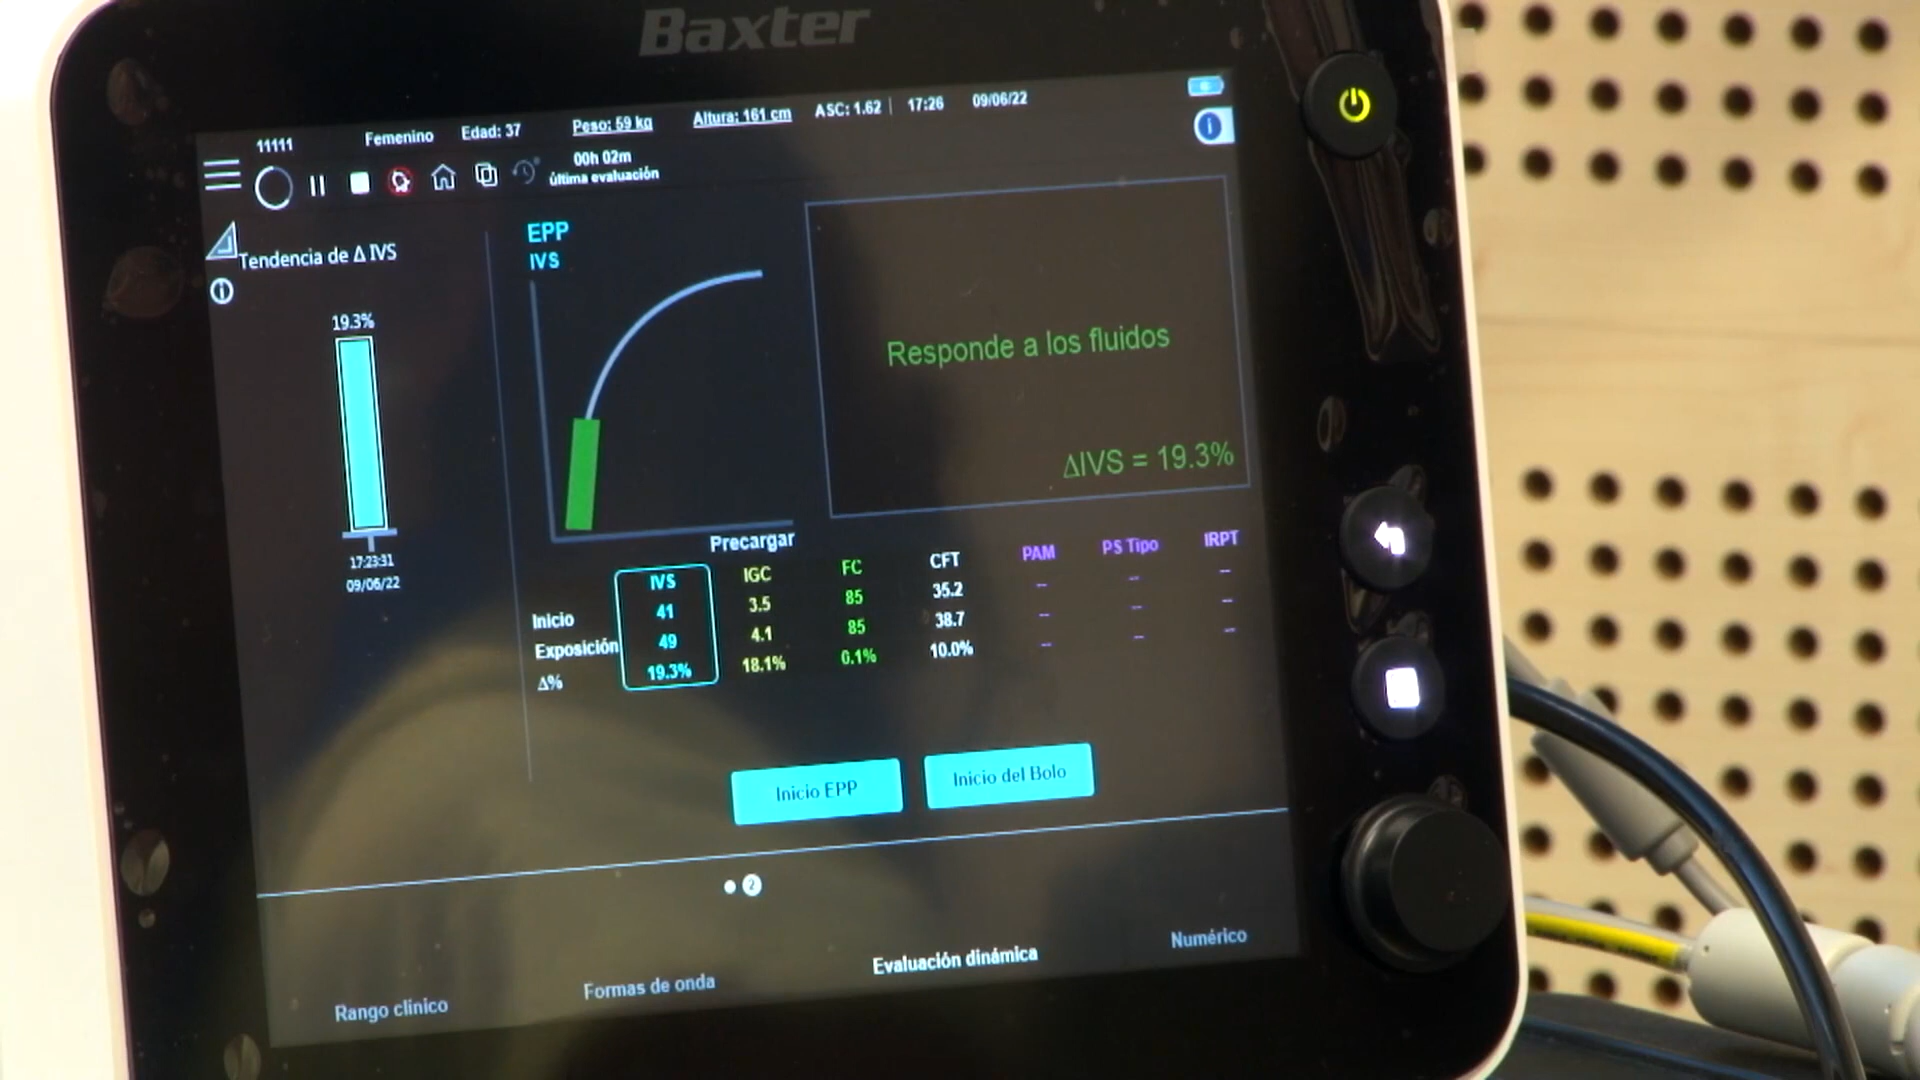 Baxter
11111 Femenino Edad: 37 Peso: 59 kg Altura: 161 cm ASC: 1.62 17:26 09/06/22
00h 02m
última evaluación
Tendencia de Δ IVS
19.3%
17:23:31
09/06/22
EPP
IVS
Precargar
Responde a los fluidos
ΔIVS = 19.3%
IVS IGC FC CFT PAM PS Tipo IRPT
Inicio 41 3.5 85 35.2 -- -- --
Exposición 49 4.1 85 38.7 -- -- --
Δ% 19.3% 18.1% 0.1% 10.0% -- -- --
Inicio EPP
Inicio del Bolo
2
Rango clínico Formas de onda Evaluación dinámica Numérico